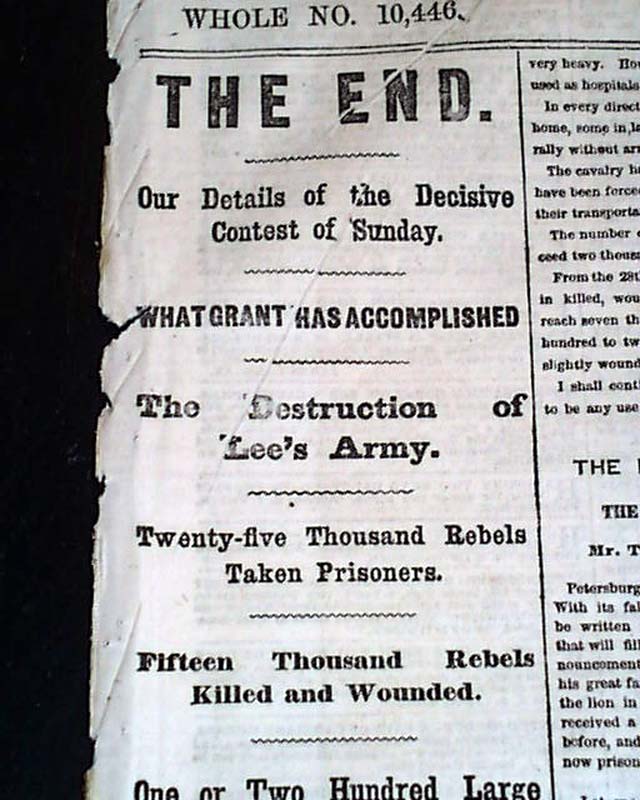 WHOLE NO. 10,446.
THE END.
Our Details of the Decisive
Contest of Sunday.
WHAT GRANT HAS ACCOMPLISHED
The Destruction of
Lee's Army.
Twenty-five Thousand Rebels
Taken Prisoners.
Fifteen Thousand Rebels
Killed and Wounded.
One or Two Hundred Large
very heavy. Ho
used as hospitals
In every direct
home, some in
rally without ar
The cavalry h
have been force
their transporta
The number
ceed two thous
From the 28t
in killed, wou
reach seven th
hundred to tw
slightly wound
I shall cont
to be any use
THE
THE
Mr. T
Petersburg
With its fal
be written
that will fil
nouncement
his great fa
the lion in
received a
before, and
now prison